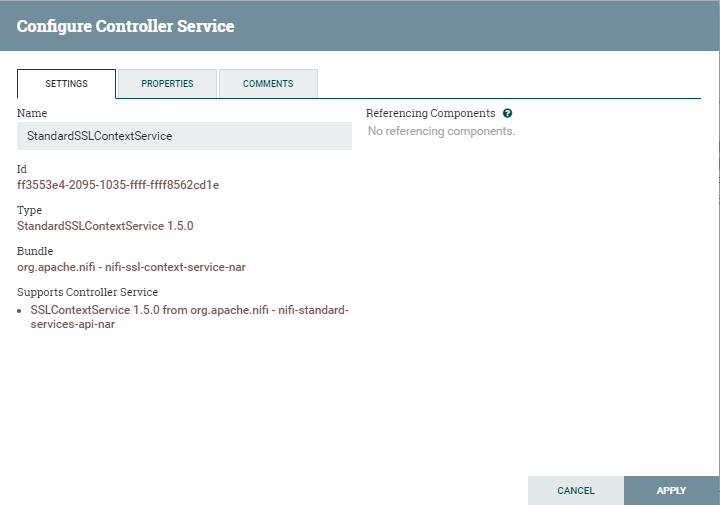 Configure Controller Service
SETTINGS
PROPERTIES
COMMENTS
Name
StandardSSLContextService
Id
ff3553e4-2095-1035-ffff-ffff8562cd1e
Type
StandardSSLContextService 1.5.0
Bundle
org.apache.nifi - nifi-ssl-context-service-nar
Supports Controller Service
• SSLContextService 1.5.0 from org.apache.nifi - nifi-standard-
services-api-nar
Referencing Components ?
No referencing components.
CANCEL
APPLY